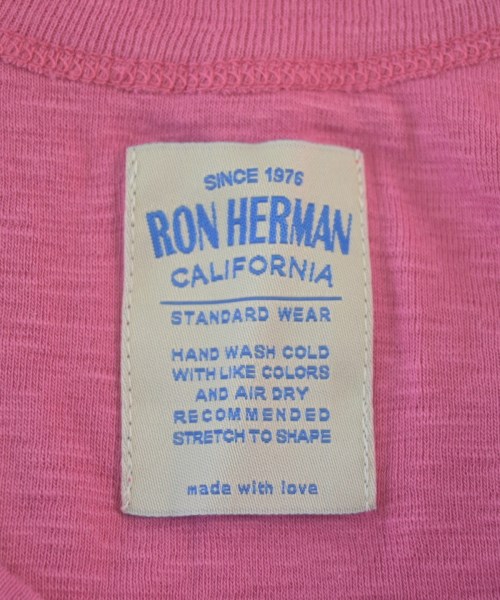 SINCE 1976
RON HERMAN
CALIFORNIA
STANDARD WEAR
HAND WASH COLD
WITH LIKE COLORS
AND AIR DRY
RECOMMENDED
STRETCH TO SHAPE
made with love